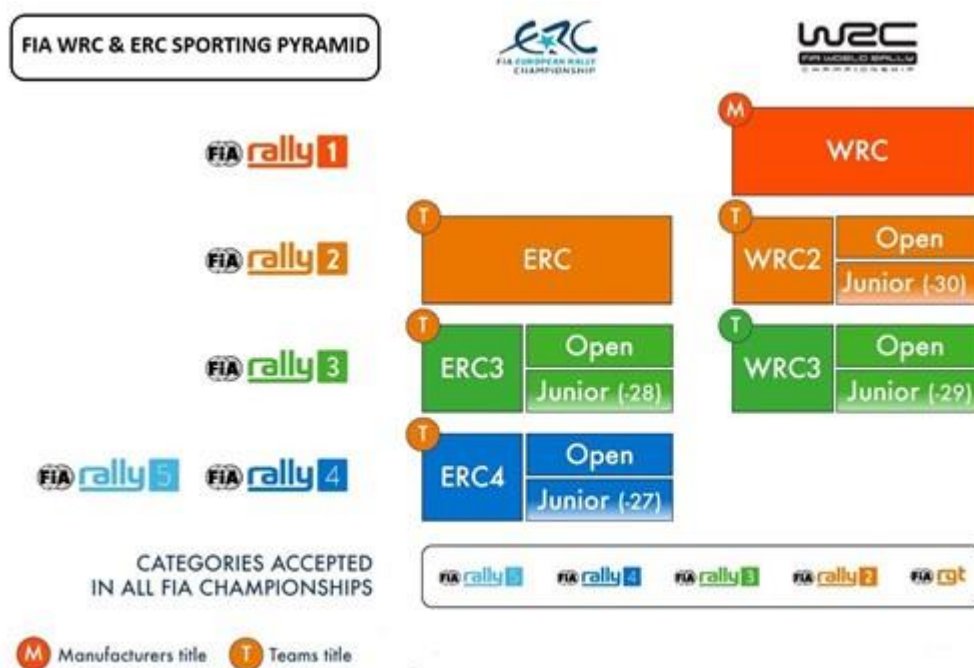 FIA WRC & ERC SPORTING PYRAMID
ERC
FIA EUROPEAN RALLY
CHAMPIONSHIP
WRC
FIA WORLD RALLY
CHAMPIONSHIP
FiA rally 1
M
WRC
FiA rally 2
T
ERC
T
WRC2
Open
Junior (-30)
FiA rally 3
T
ERC3
Open
Junior (-28)
T
WRC3
Open
Junior (-29)
FiA rally 5
FiA rally 4
T
ERC4
Open
Junior (-27)
CATEGORIES ACCEPTED
IN ALL FIA CHAMPIONSHIPS
FiA rally 5
FiA rally 4
FiA rally 3
FiA rally 2
FiA rgt
M Manufacturers title
T Teams title